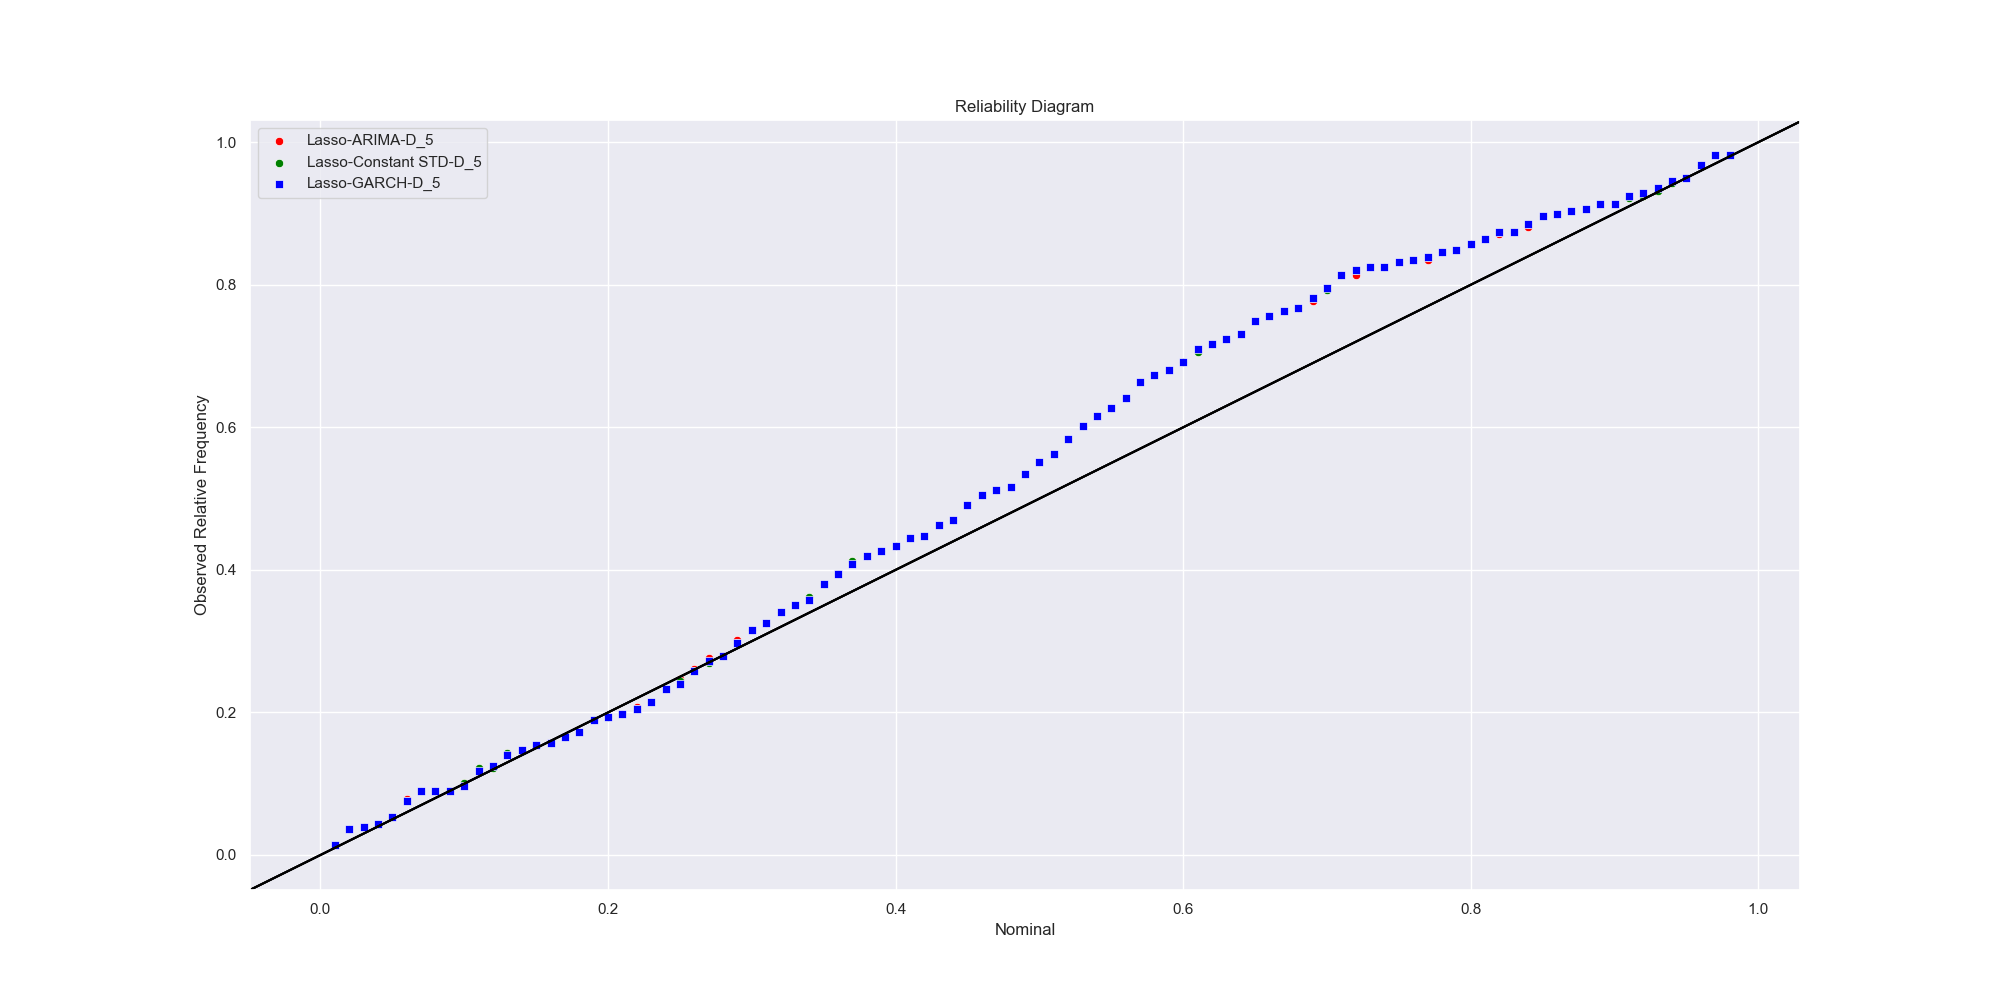 Reliability Diagram
Lasso-ARIMA-D_5
Lasso-Constant STD-D_5
Lasso-GARCH-D_5
Observed Relative Frequency
1.0
0.8
0.6
0.4
0.2
0.0
0.0 0.2 0.4 0.6 0.8 1.0
Nominal